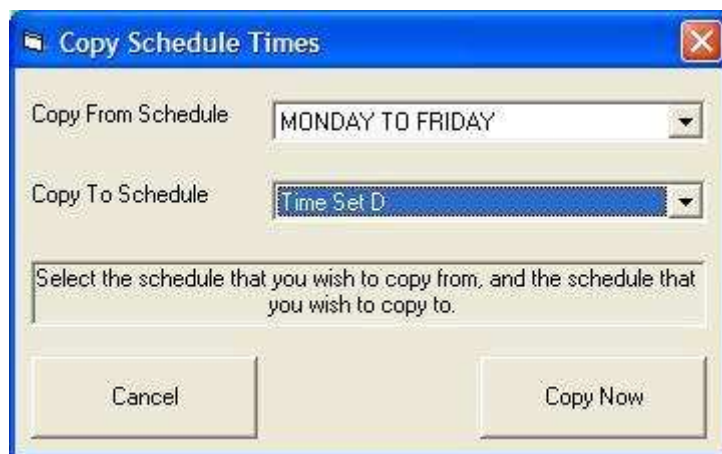 Copy Schedule Times
Copy From Schedule
MONDAY TO FRIDAY
Copy To Schedule
Time Set D
Select the schedule that you wish to copy from, and the schedule that
you wish to copy to.
Cancel
Copy Now